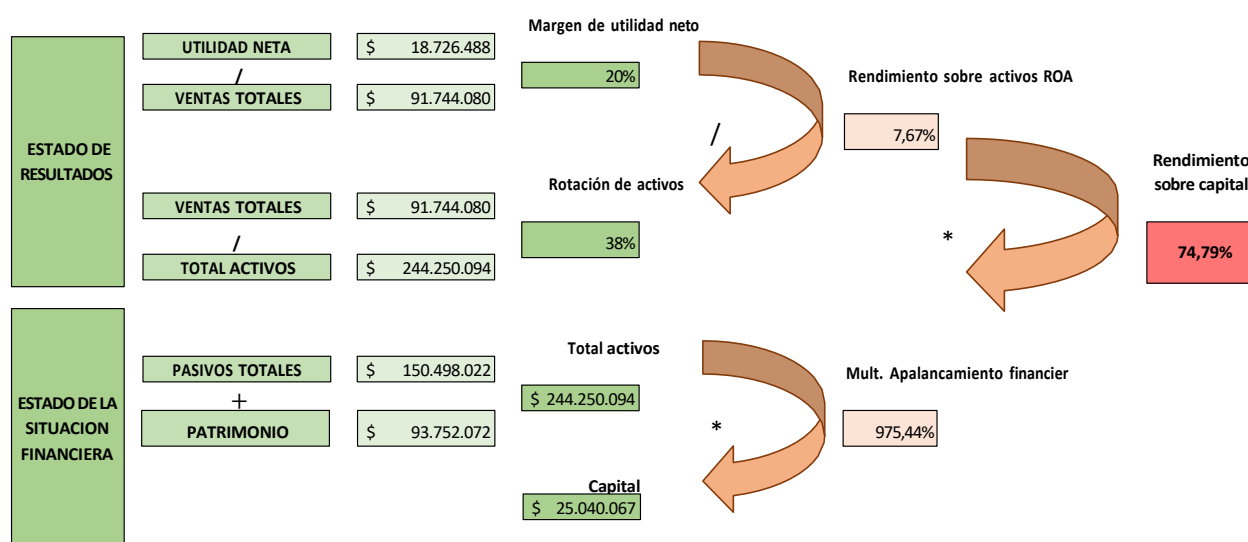 Margen de utilidad neto
UTILIDAD NETA
$ 18.726.488
/
20%
VENTAS TOTALES
$ 91.744.080
Rendimiento sobre activos ROA
/
7,67%
ESTADO DE
RESULTADOS
Rendimiento
sobre capital
Rotación de activos
VENTAS TOTALES
$ 91.744.080
/
38%
*
74,79%
TOTAL ACTIVOS
$ 244.250.094
Total activos
PASIVOS TOTALES
$ 150.498.022
Mult. Apalancamiento financier
+
$ 244.250.094
ESTADO DE LA
SITUACION
FINANCIERA
PATRIMONIO
$ 93.752.072
*
975,44%
Capital
$ 25.040.067